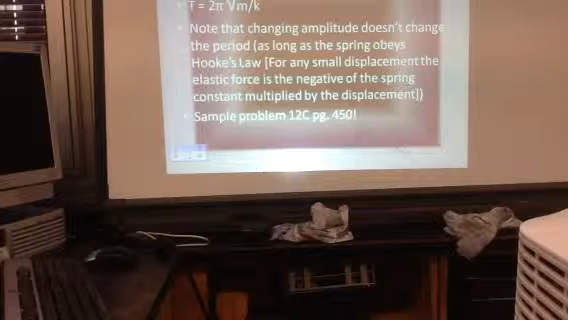 T = 2π √m/k
Note that changing amplitude doesn't change
the period (as long as the spring obeys
Hooke's Law [For any small displacement the
elastic force is the negative of the spring
constant multiplied by the displacement])
Sample problem 12C pg. 450!